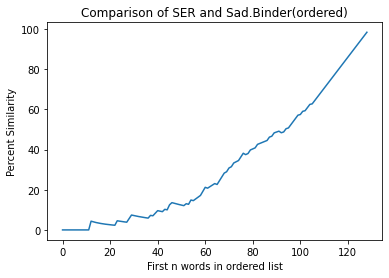 Comparison of SER and Sad.Binder(ordered)
100
80
60
40
20
0
Percent Similarity
0 20 40 60 80 100 120
First n words in ordered list